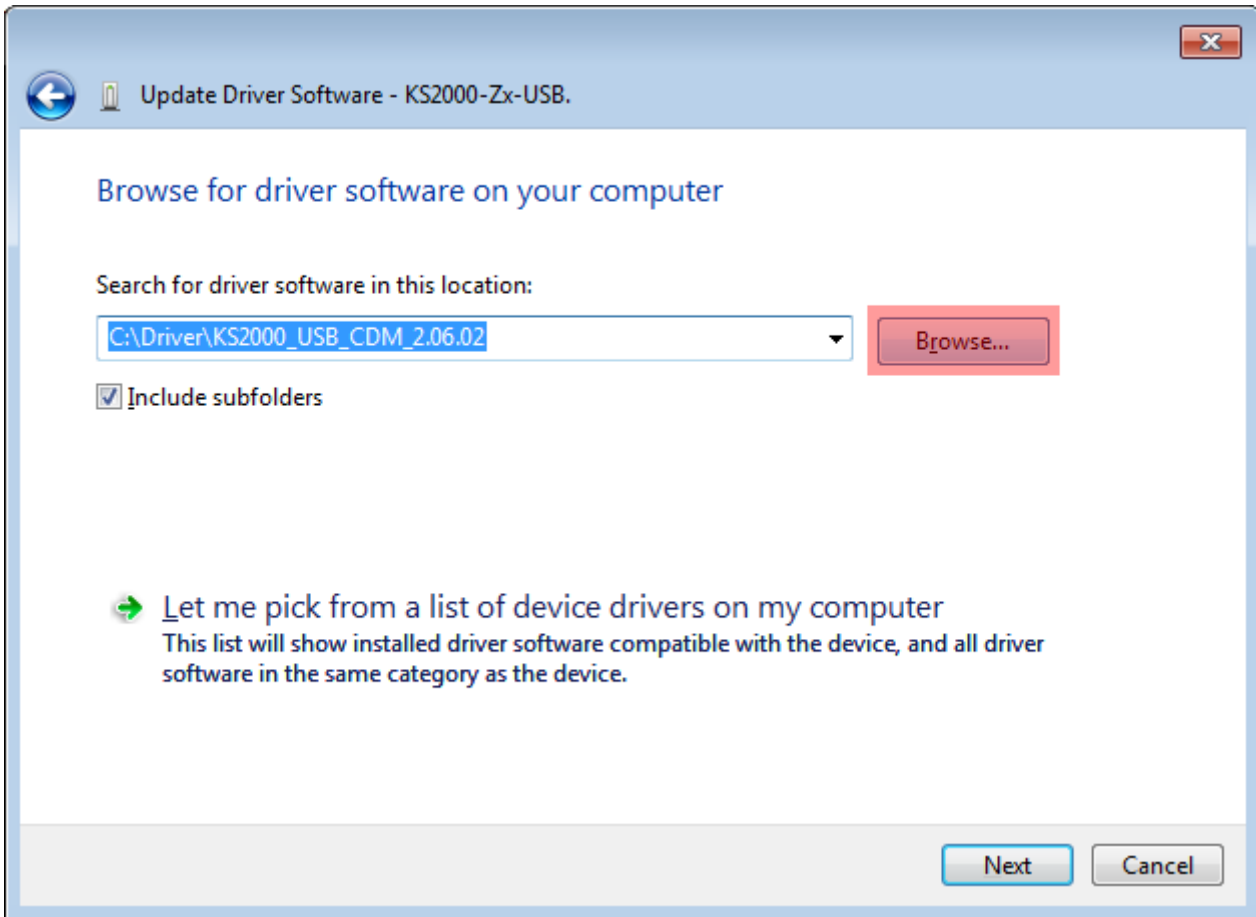 Update Driver Software - KS2000-Zx-USB.
Browse for driver software on your computer
Search for driver software in this location:
C:\Driver\KS2000_USB_CDM_2.06.02
Browse...
Include subfolders
Let me pick from a list of device drivers on my computer
This list will show installed driver software compatible with the device, and all driver
software in the same category as the device.
Next
Cancel